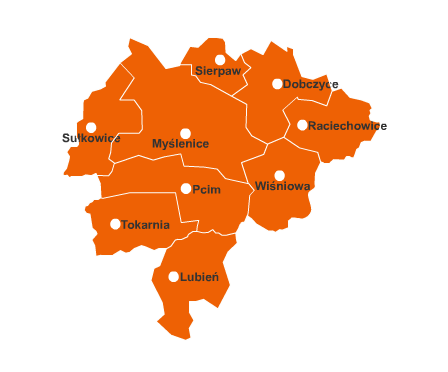 Sierpaw
Dobczyce
Raciechowice
Sułkowice
Myślenice
Wiśniowa
Pcim
Tokarnia
Lubień